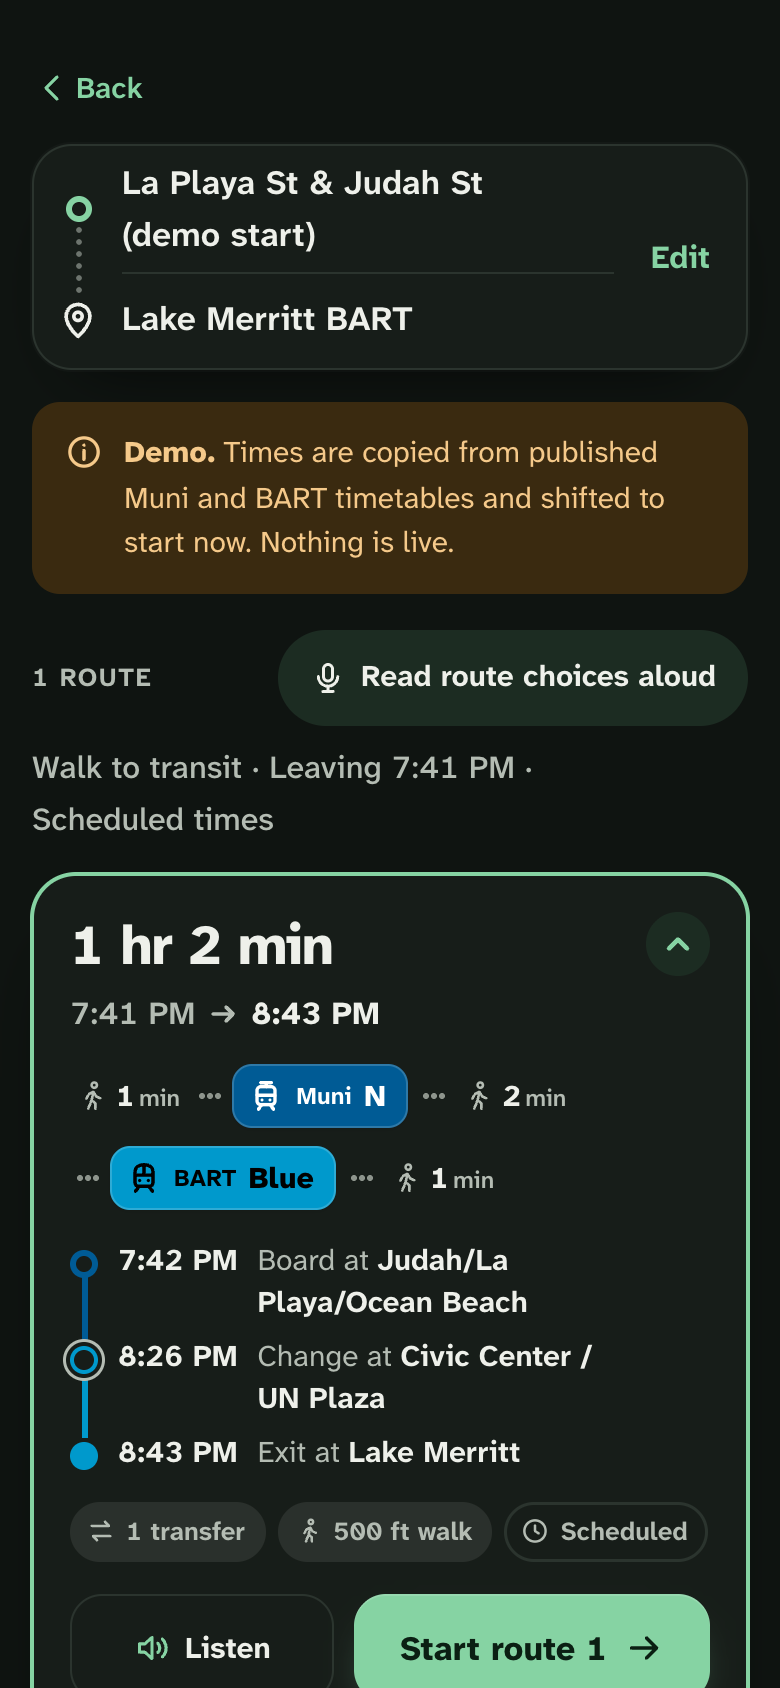 Back
La Playa St & Judah St
(demo start)
Edit
Lake Merritt BART
Demo. Times are copied from published
Muni and BART timetables and shifted to
start now. Nothing is live.
1 ROUTE
Read route choices aloud
Walk to transit · Leaving 7:41 PM ·
Scheduled times
1 hr 2 min
7:41 PM → 8:43 PM
1 min ··· Muni N ··· 2 min
··· BART Blue ··· 1 min
7:42 PM Board at Judah/La
Playa/Ocean Beach
8:26 PM Change at Civic Center /
UN Plaza
8:43 PM Exit at Lake Merritt
1 transfer 500 ft walk Scheduled
Listen Start route 1 →